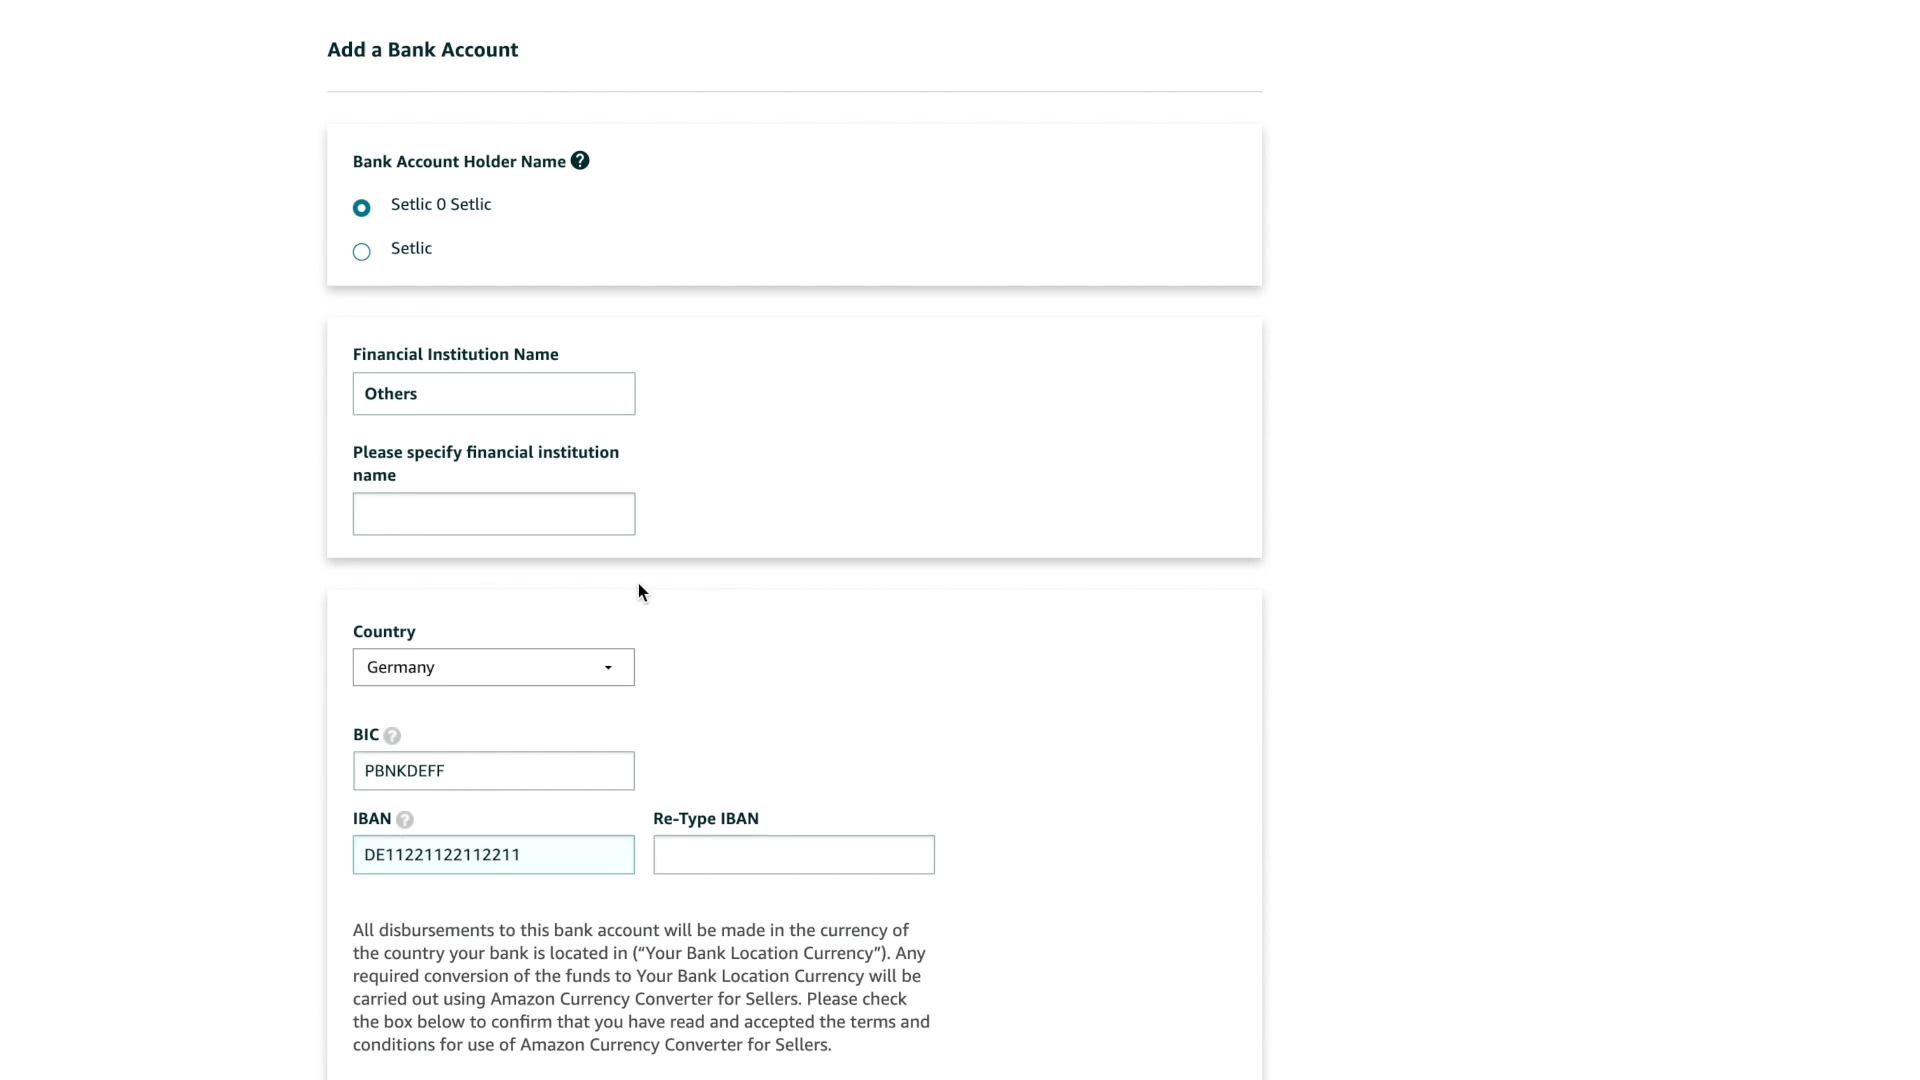 Add a Bank Account
Bank Account Holder Name ?
Setlic 0 Setlic
Setlic
Financial Institution Name
Others
Please specify financial institution
name
Country
Germany
BIC ?
PBNKDEFF
IBAN ? Re-Type IBAN
DE11221122112211
All disbursements to this bank account will be made in the currency of
the country your bank is located in (“Your Bank Location Currency”). Any
required conversion of the funds to Your Bank Location Currency will be
carried out using Amazon Currency Converter for Sellers. Please check
the box below to confirm that you have read and accepted the terms and
conditions for use of Amazon Currency Converter for Sellers.